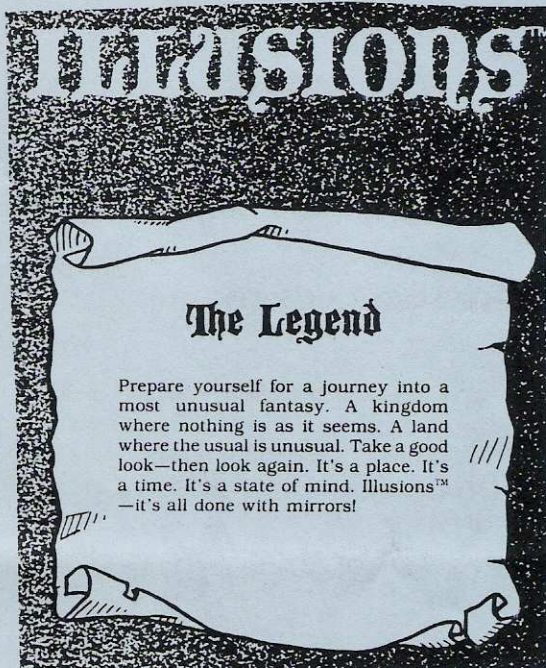 ILLUSIONS™
The Legend
Prepare yourself for a journey into a
most unusual fantasy. A kingdom
where nothing is as it seems. A land
where the usual is unusual. Take a good
look—then look again. It's a place. It's
a time. It's a state of mind. Illusions™
—it's all done with mirrors!